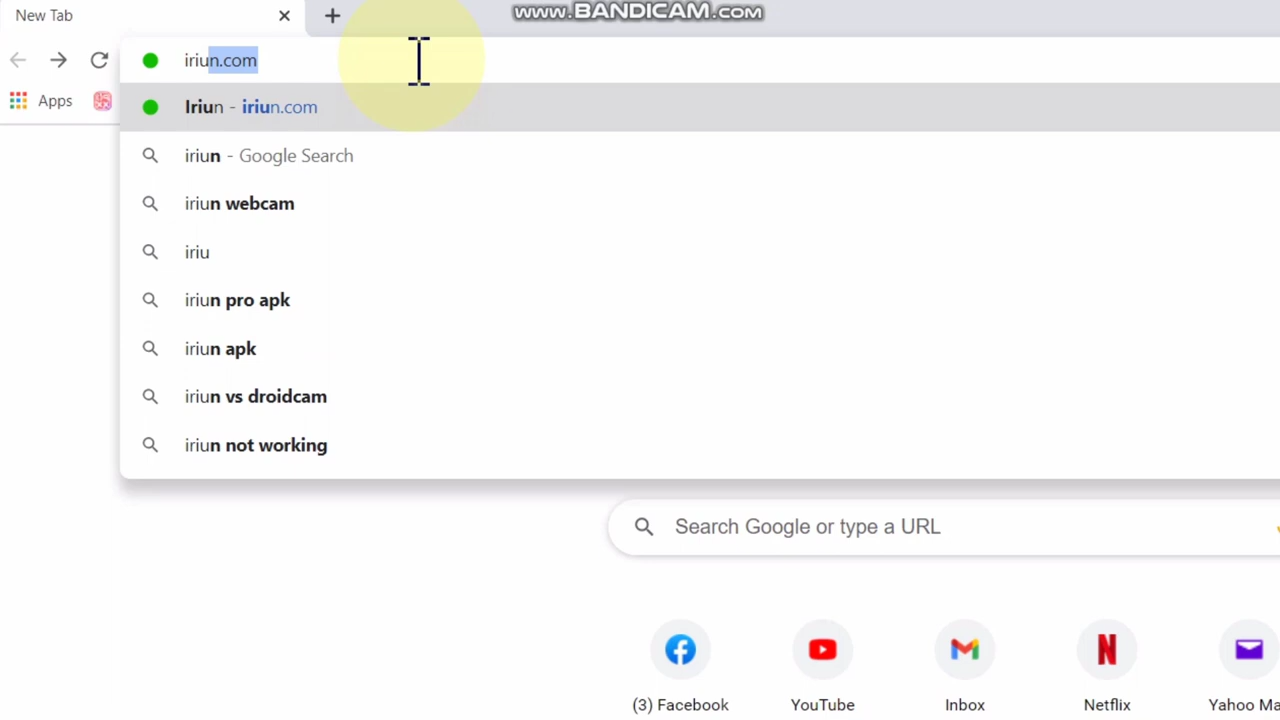 New Tab
www.BANDICAM.com
iriun.com
Apps
Iriun - iriun.com
iriun - Google Search
iriun webcam
iriu
iriun pro apk
iriun apk
iriun vs droidcam
iriun not working
Search Google or type a URL
(3) Facebook
YouTube
Inbox
Netflix
Yahoo Ma